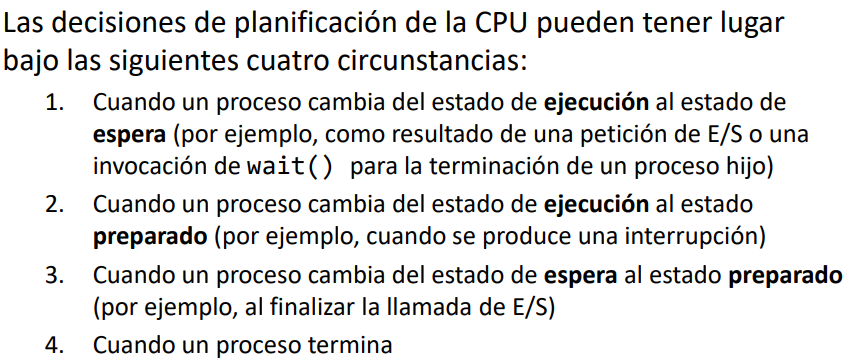 Las decisiones de planificación de la CPU pueden tener lugar
bajo las siguientes cuatro circunstancias:
1. Cuando un proceso cambia del estado de ejecución al estado de
espera (por ejemplo, como resultado de una petición de E/S o una
invocación de wait() para la terminación de un proceso hijo)
2. Cuando un proceso cambia del estado de ejecución al estado
preparado (por ejemplo, cuando se produce una interrupción)
3. Cuando un proceso cambia del estado de espera al estado preparado
(por ejemplo, al finalizar la llamada de E/S)
4. Cuando un proceso termina